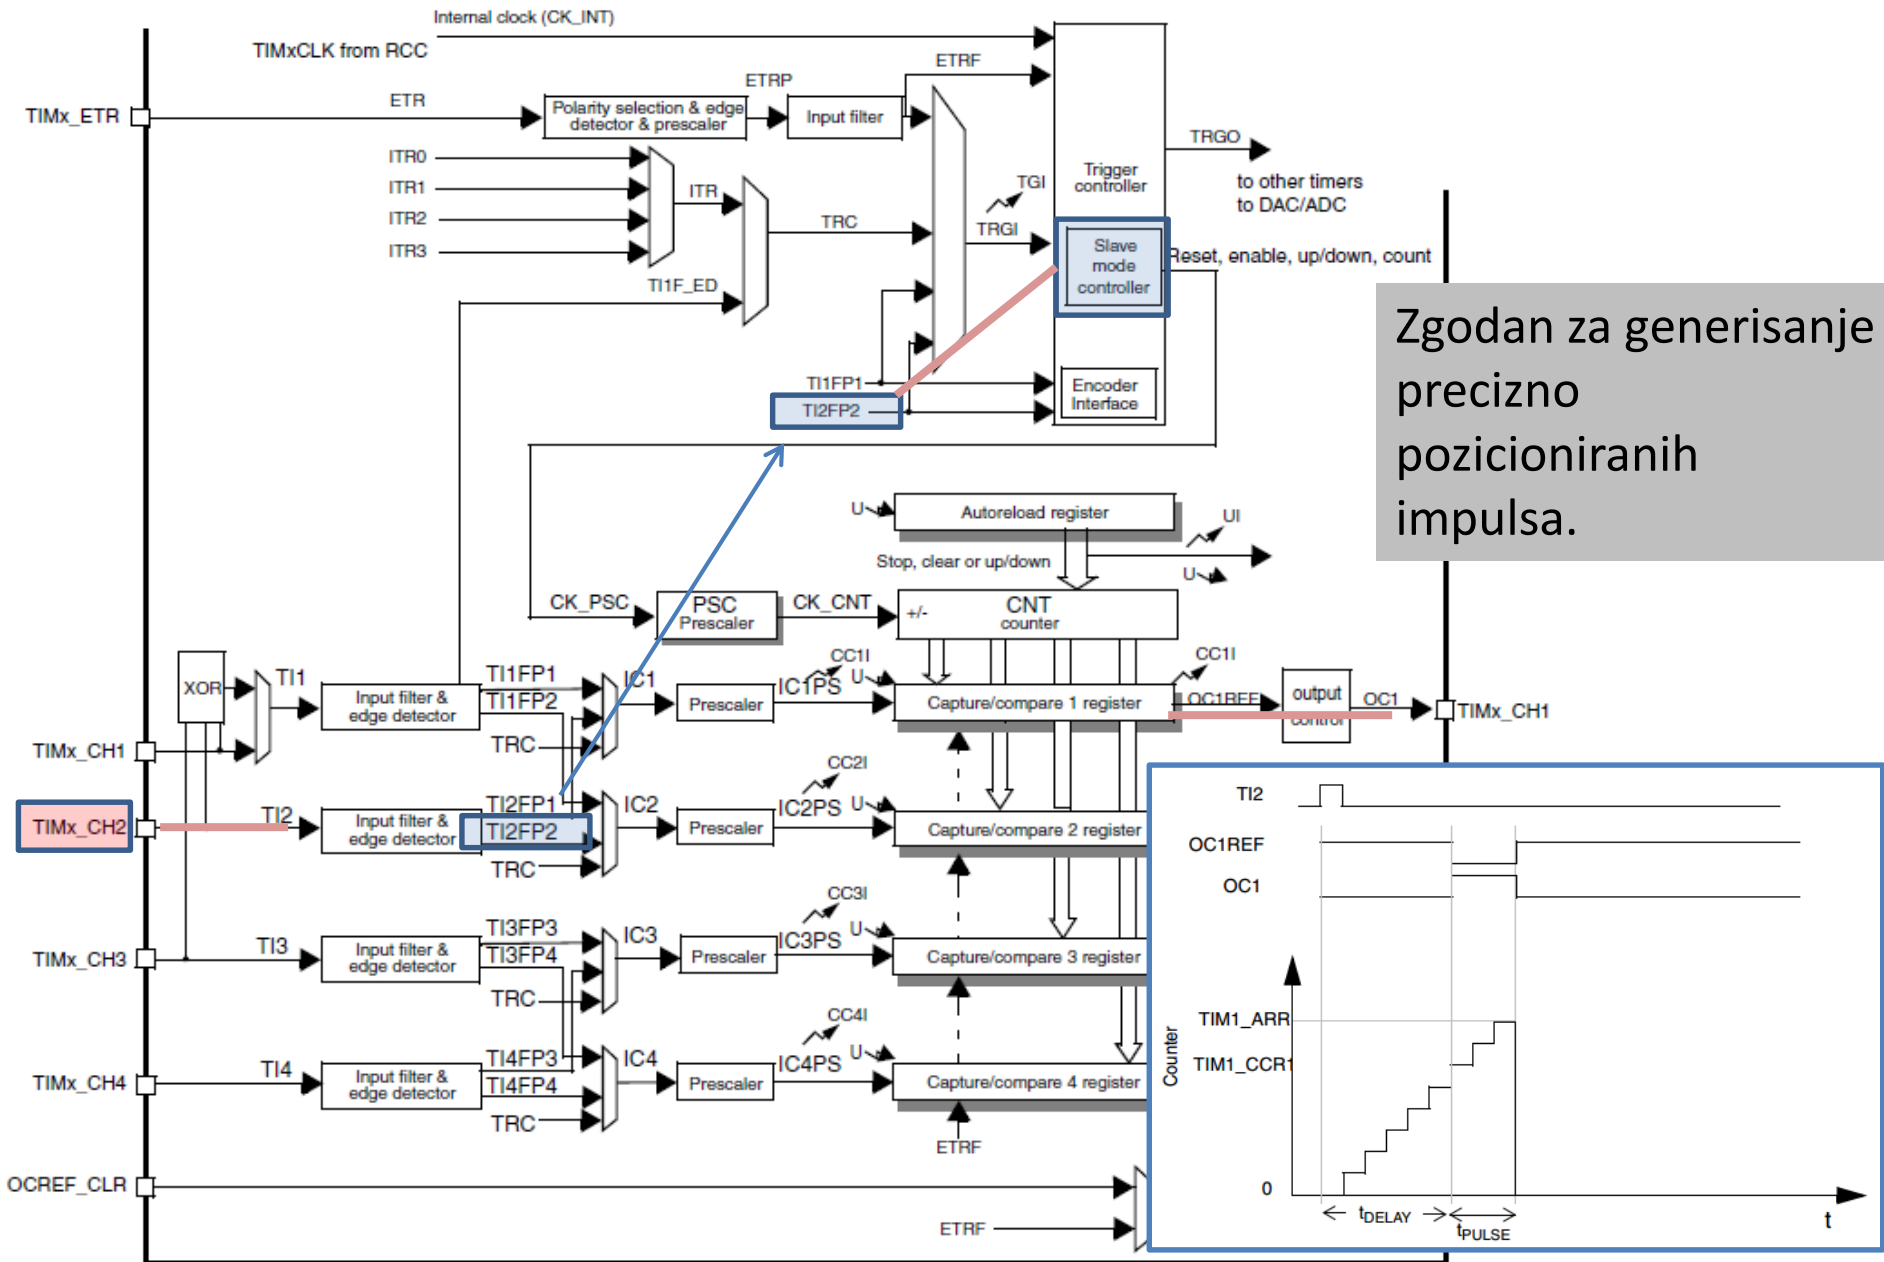 Internal clock (CK_INT)
TIMxCLK from RCC
ETRF
ETRP
TIMx_ETR
ETR
Polarity selection & edge
detector & prescaler
Input filter
TRGO
to other timers
to DAC/ADC
ITR0
ITR1
ITR2
ITR3
ITR
TRC
TI1F_ED
TGI
TRGI
Trigger
controller
Slave
mode
controller
Reset, enable, up/down, count
TI1FP1
TI2FP2
Encoder
Interface
Zgodan za generisanje
precizno
pozicioniranih
impulsa.
U
Autoreload register
UI
Stop, clear or up/down
U
CK_PSC
PSC
Prescaler
CK_CNT
+/-
CNT
counter
XOR
TI1
Input filter &
edge detector
TI1FP1
TI1FP2
TRC
IC1
Prescaler
IC1PS
CC1I
U
Capture/compare 1 register
CC1I
OC1REF
output
control
OC1
TIMx_CH1
TIMx_CH1
TIMx_CH2
TI2
Input filter &
edge detector
TI2FP1
TI2FP2
TRC
IC2
Prescaler
IC2PS
CC2I
U
Capture/compare 2 register
TIMx_CH3
TI3
Input filter &
edge detector
TI3FP3
TI3FP4
TRC
IC3
Prescaler
IC3PS
CC3I
U
Capture/compare 3 register
TIMx_CH4
TI4
Input filter &
edge detector
TI4FP3
TI4FP4
TRC
IC4
Prescaler
IC4PS
CC4I
U
Capture/compare 4 register
ETRF
OCREF_CLR
ETRF
TI2
OC1REF
OC1
Counter
TIM1_ARR
TIM1_CCR1
0
tDELAY
tPULSE
t